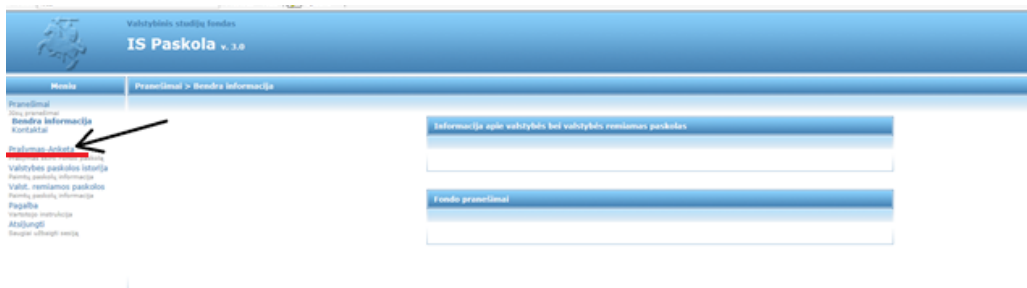 Valstybinis studijų fondas
IS Paskola v. 3.0
Meniu
Pranešimai > Bendra informacija
Pranešimai
Jūsų pranešimai
Bendra informacija
Kontaktai
Prašymas-Anketa
Valstybės paskolos istorija
Paimtų paskolų informacija
Valst. remiamos paskolos
Paimtų paskolų informacija
Pagalba
Vartotojo instrukcija
Atsijungti
Saugiai užbaigti sesiją
Informacija apie valstybės bei valstybės remiamas paskolas
Fondo pranešimai